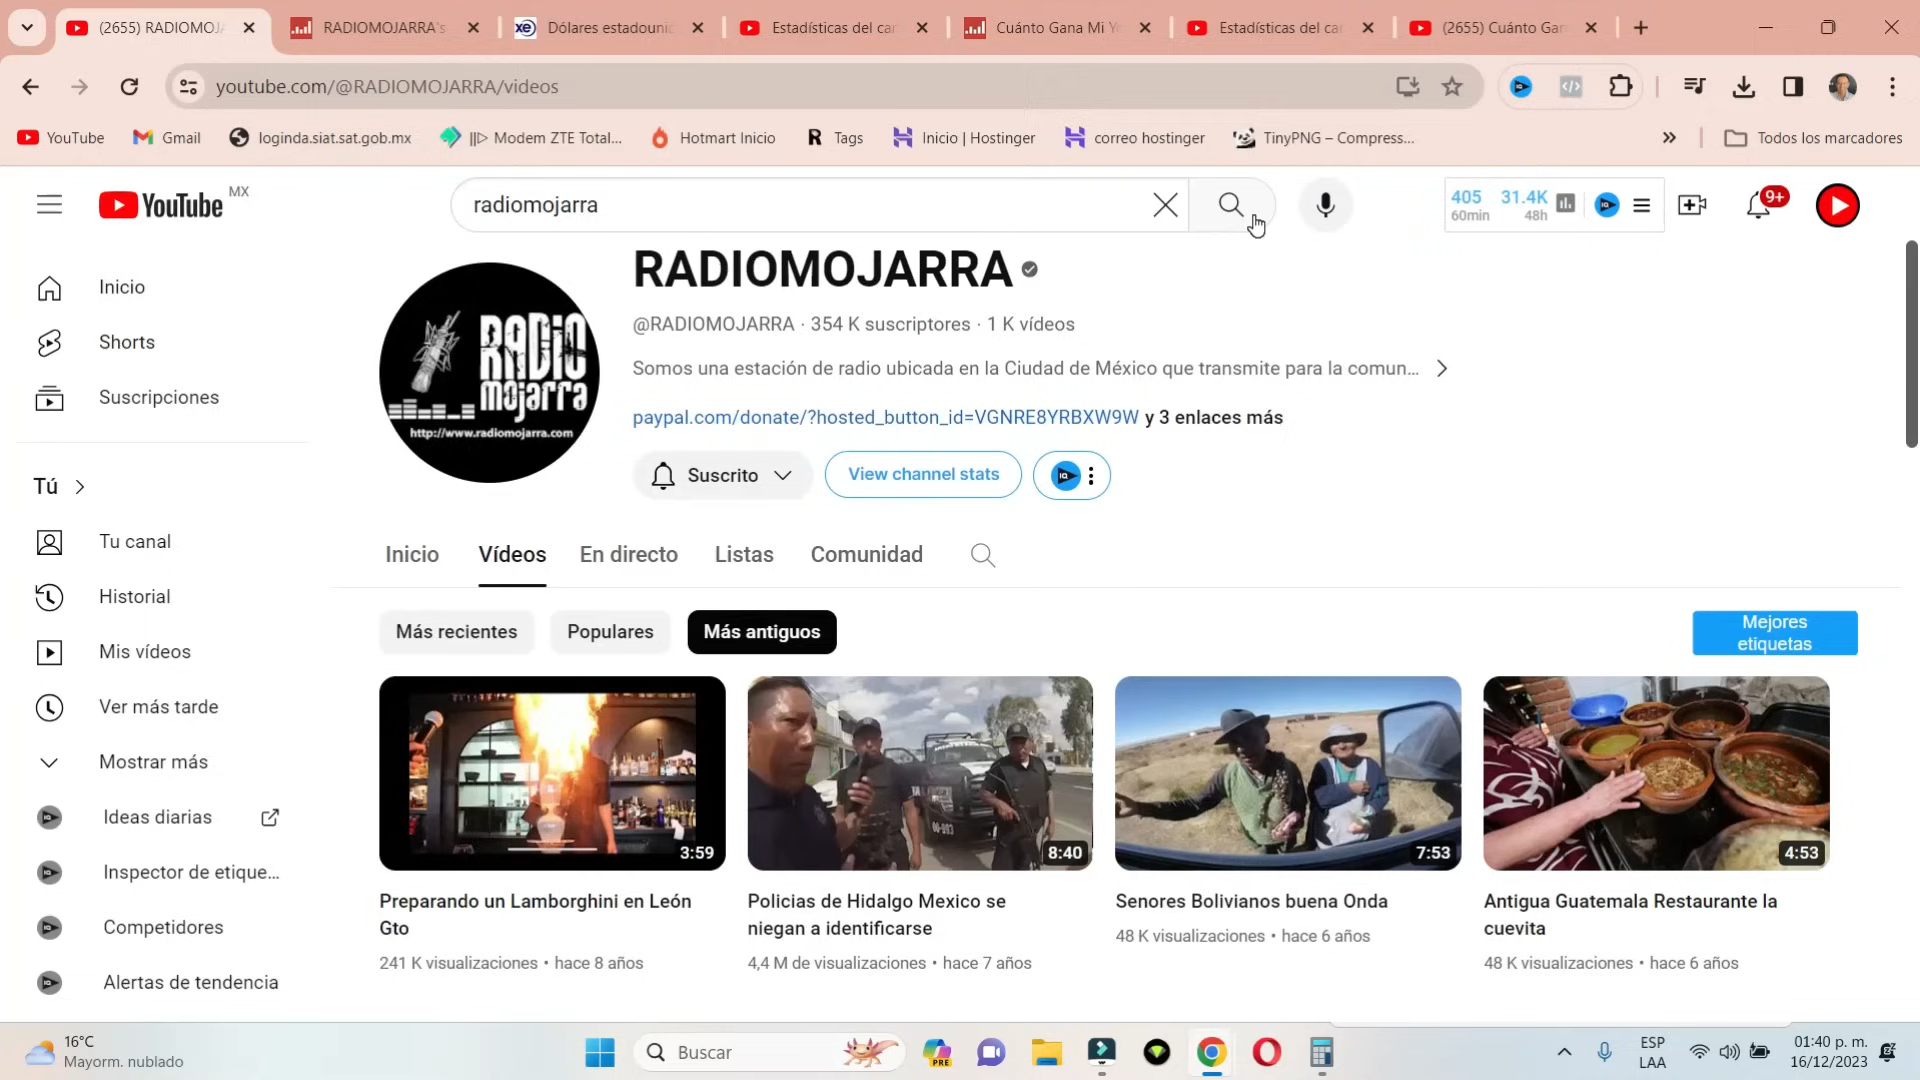 (2655) RADIOMOJA
RADIOMOJARRA's
Dólares estadouni
Estadísticas del ca
Cuánto Gana Mi Y
Estadísticas del ca
(2655) Cuánto Ga
youtube.com/@RADIOMOJARRA/videos
YouTube
Gmail
loginda.siat.sat.gob.mx
||▷ Modem ZTE Total...
Hotmart Inicio
Tags
Inicio | Hostinger
correo hostinger
TinyPNG – Compress...
Todos los marcadores
YouTube MX
radiomojarra
405 31.4K
60min 48h
9+
RADIOMOJARRA
@RADIOMOJARRA · 354 K suscriptores · 1 K vídeos
Somos una estación de radio ubicada en la Ciudad de México que transmite para la comun...
paypal.com/donate/?hosted_button_id=VGNRE8YRBXW9W y 3 enlaces más
Suscrito
View channel stats
RADIO
mojarra
http://www.radiomojarra.com
Inicio
Shorts
Suscripciones
Tú
Tu canal
Historial
Mis vídeos
Ver más tarde
Mostrar más
Ideas diarias
Inspector de etique...
Competidores
Alertas de tendencia
Inicio
Vídeos
En directo
Listas
Comunidad
Más recientes
Populares
Más antiguos
Mejores
etiquetas
3:59
8:40
7:53
4:53
Preparando un Lamborghini en León
Gto
241 K visualizaciones • hace 8 años
Policias de Hidalgo Mexico se
niegan a identificarse
4,4 M de visualizaciones • hace 7 años
Senores Bolivianos buena Onda
48 K visualizaciones • hace 6 años
Antigua Guatemala Restaurante la
cuevita
48 K visualizaciones • hace 6 años
16°C
Mayorm. nublado
Buscar
PRE
ESP
LAA
01:40 p. m.
16/12/2023